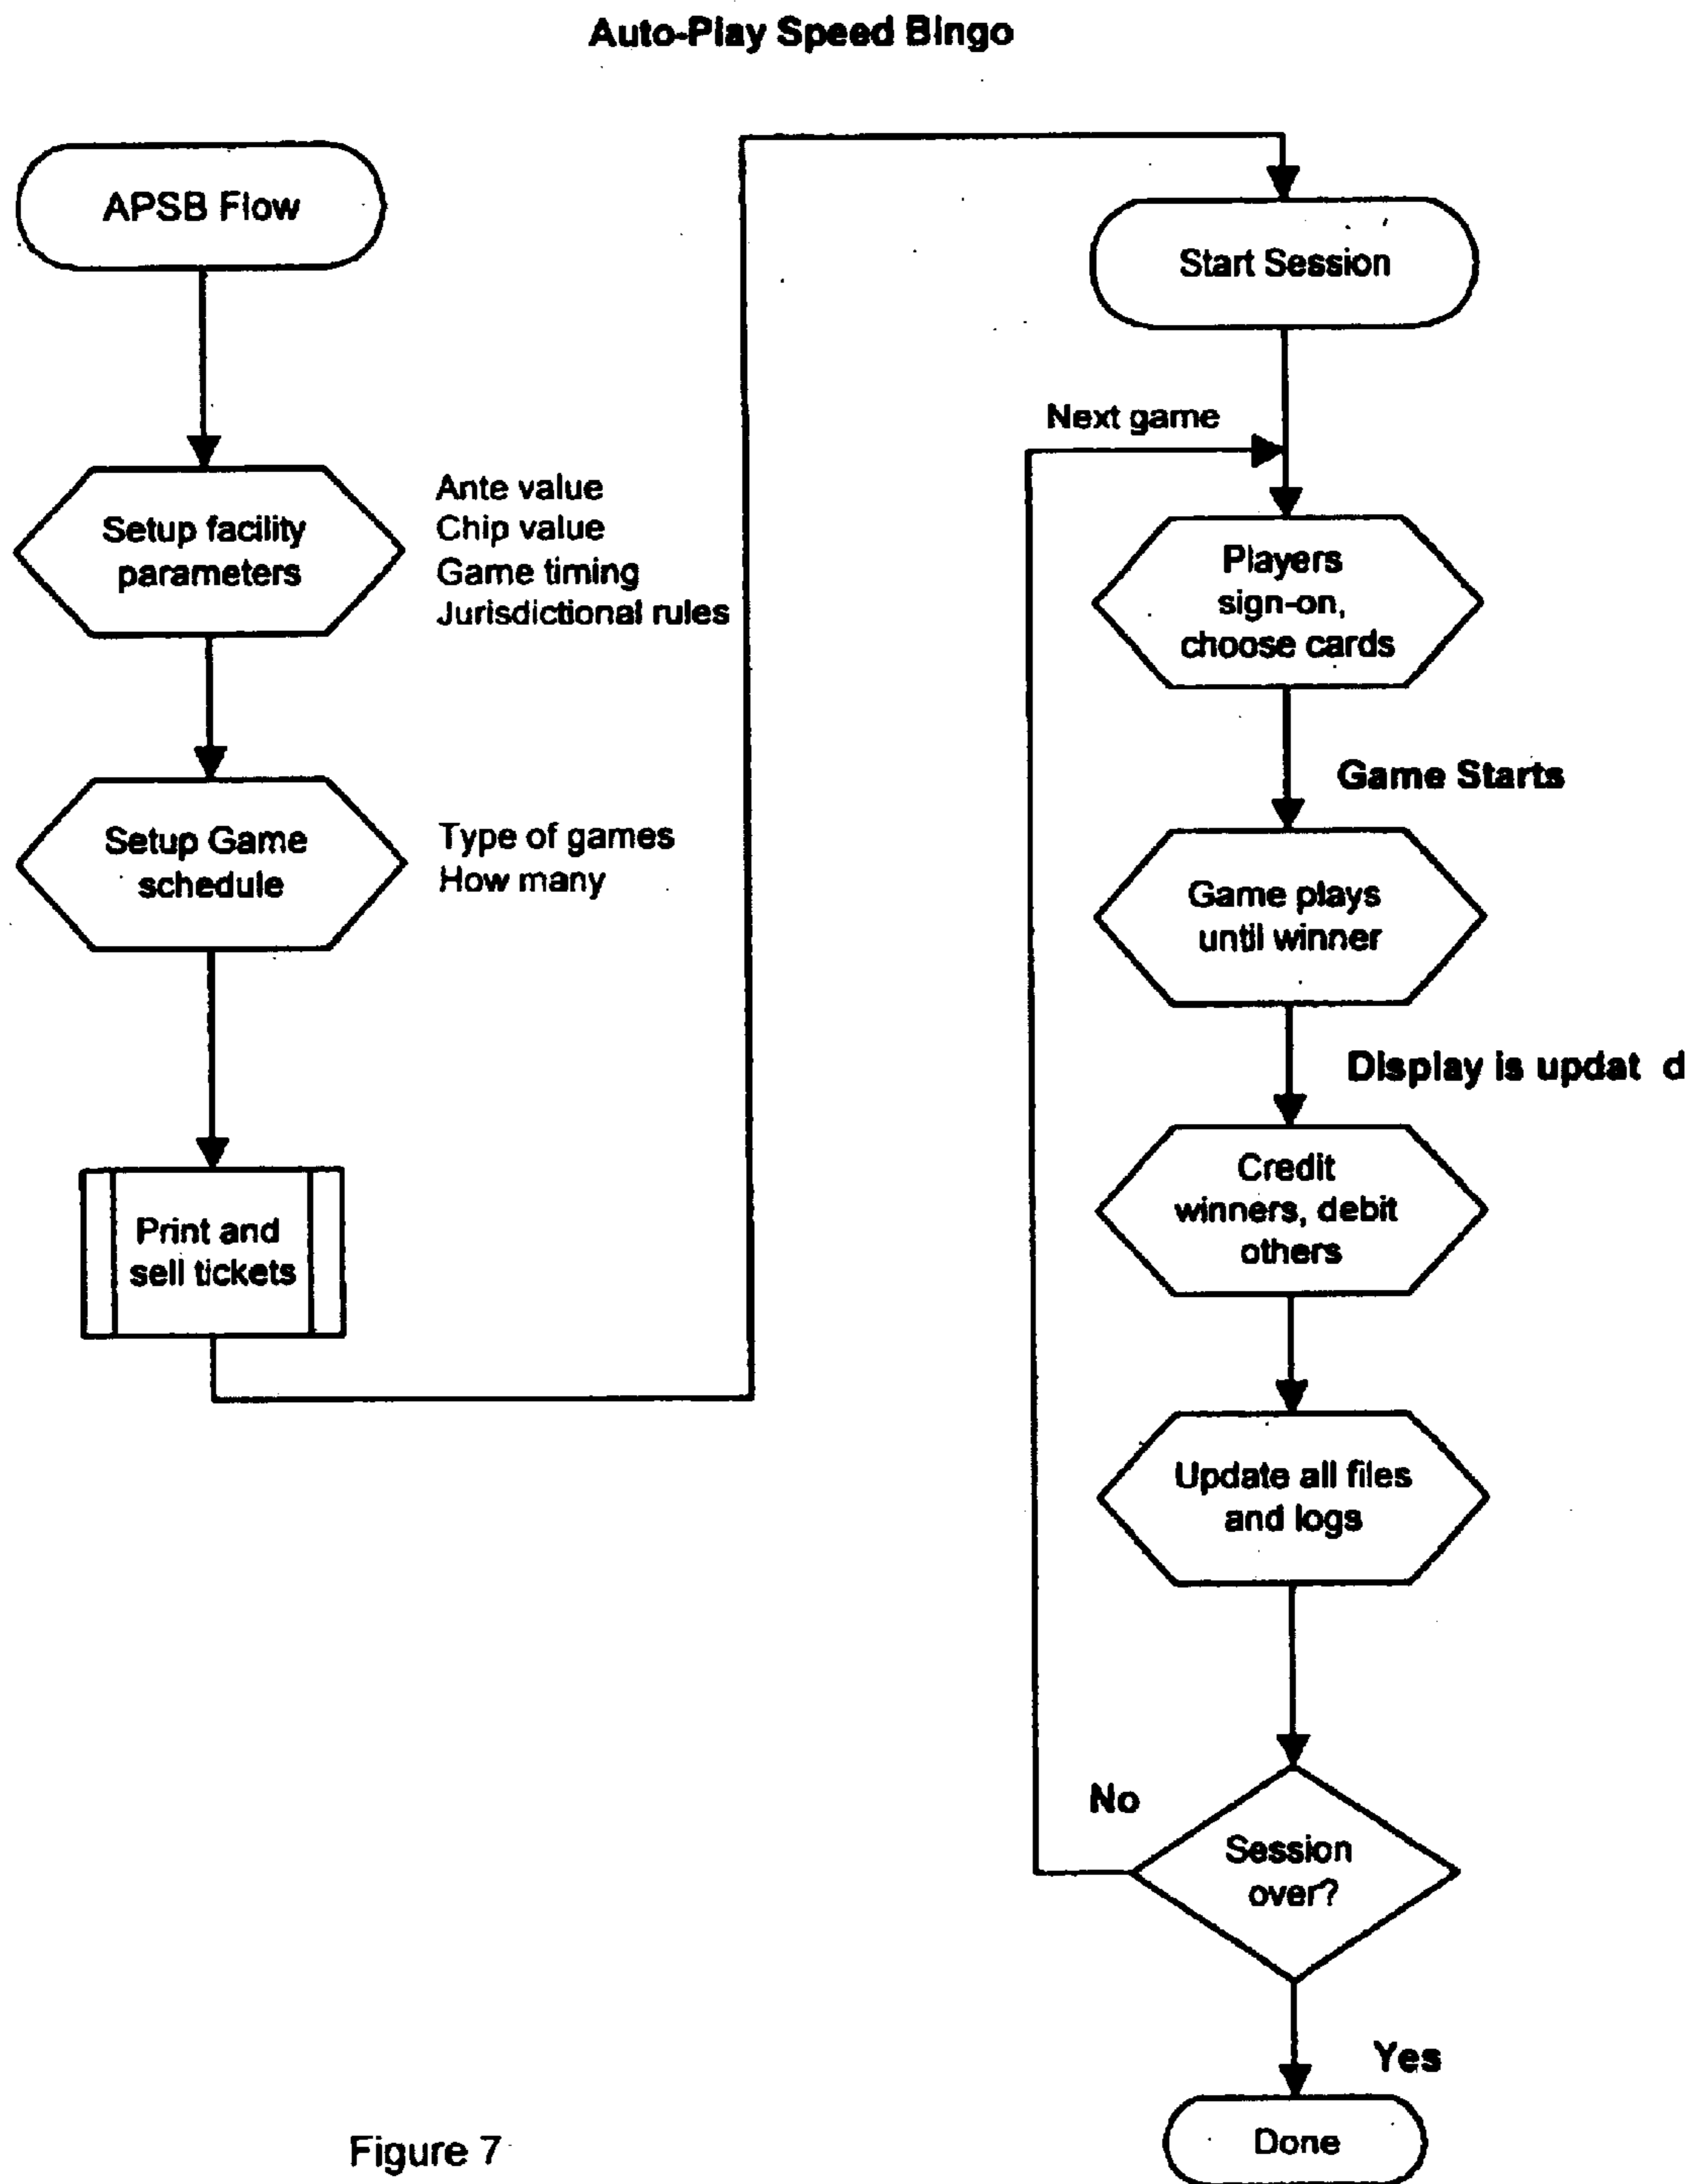 Auto-Play Speed Bingo
APSB Flow
Setup facility
parameters
Ante value
Chip value
Game timing
Jurisdictional rules
Setup Game
schedule
Type of games
How many
Print and
sell tickets
Start Session
Next game
Players
sign-on,
choose cards
Game Starts
Game plays
until winner
Display is updat d
Credit
winners, debit
others
Update all files
and logs
No
Session
over?
Yes
Done
Figure 7